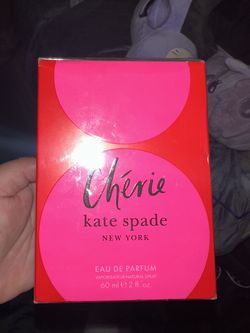 Chérie
kate spade
NEW YORK
EAU DE PARFUM
VAPORISATEUR NATURAL SPRAY
60 ml ℮ 2 fl. oz.